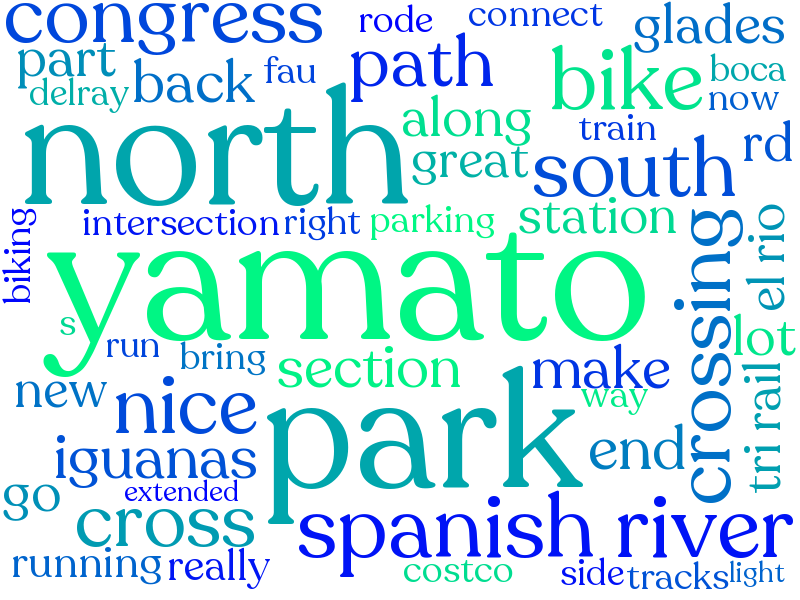 congress
rode
connect
glades
part
back
fau
path
bike
boca
delray
now
north
along
train
rd
great
south
biking
intersection
right
parking
station
crossing
el rio
yamato
s
run
bring
section
make
lot
new
nice
park
way
tri rail
iguanas
end
go
extended
cross
spanish river
running
really
costco
side
tracks
light